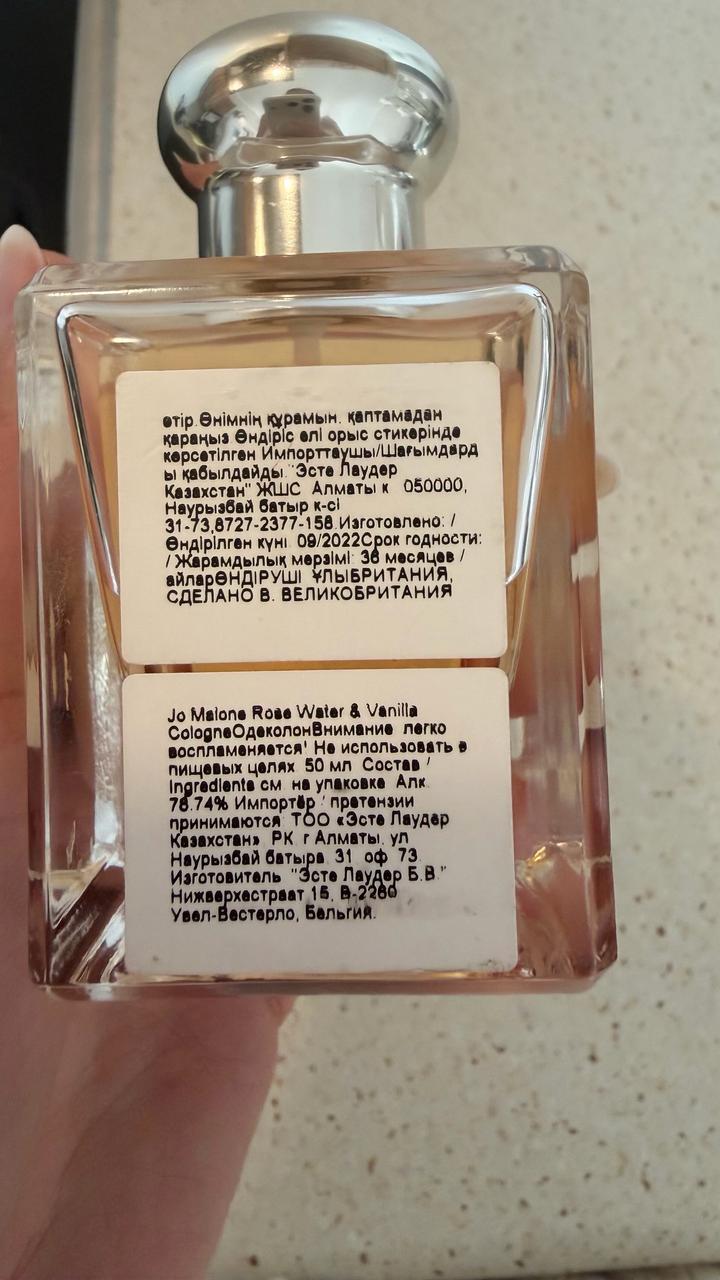 өтір.Өнімнің құрамын. қаптамадан
қараңыз Өндіріс елі орыс стикерінде
көрсетілген Импорттаушы/Шағымдард
ы қабылдайды: "Эсте Лаудер
Казахстан" ЖШС Алматы к 050000,
Наурызбай батыр к-сі
31-73,8727-2377-158.Изготовлено: /
Өндірілген күні 09/2022Срок годности:
/ Жарамдылық мерзімі: 36 месяцев /
айларӨНДІРУШІ ҰЛЫБРИТАНИЯ,
СДЕЛАНО В. ВЕЛИКОБРИТАНИЯ
Jo Malone Rose Water & Vanilla
CologneОдеколонВнимание легко
воспламеняется! Не использовать в
пищевых целях 50 мл Состав /
Ingredients см на упаковке Алк.
78.74% Импортёр / претензии
принимаются: ТОО «Эсте Лаудер
Казахстан» РК г Алматы, ул
Наурызбай батыра 31 оф 73
Изготовитель "Эсте Лаудер Б.В."
Нижверхестраат 15, В-2260
Увел-Вестерло, Бельгия.